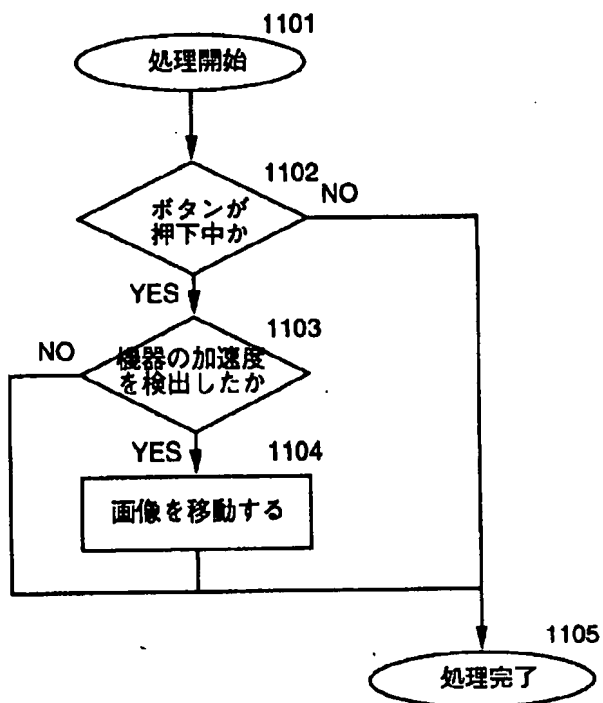 1101
処理開始
1102
ボタンが
押下中か
NO
YES
1103
機器の加速度
を検出したか
NO
YES
1104
画像を移動する
1105
処理完了